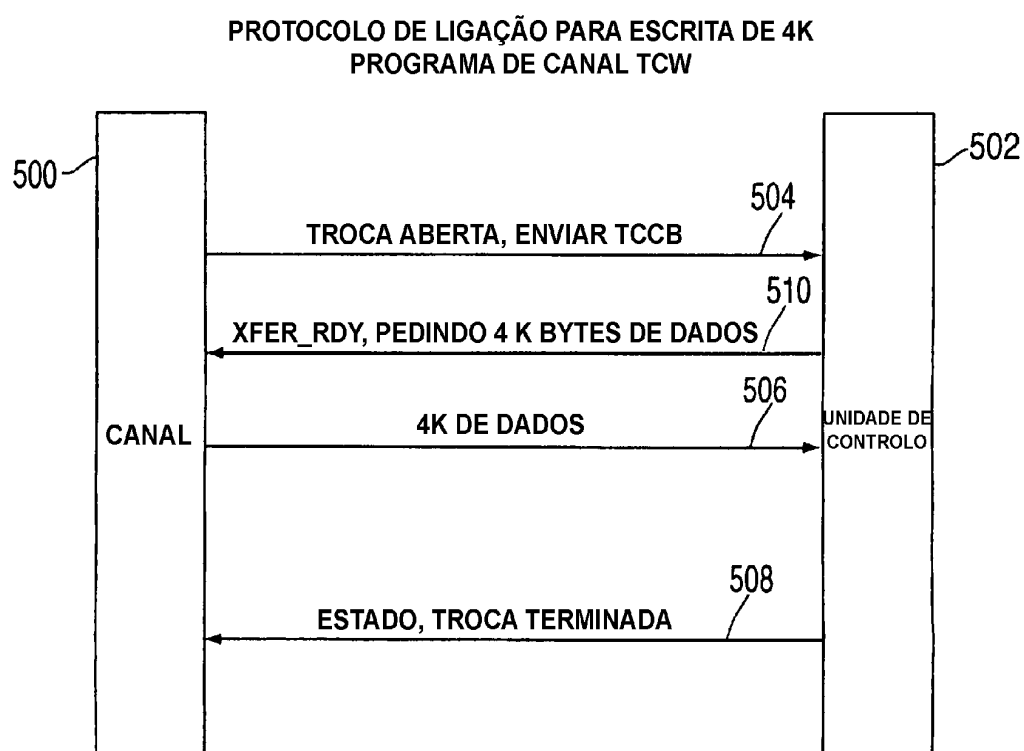 PROTOCOLO DE LIGAÇÃO PARA ESCRITA DE 4K
PROGRAMA DE CANAL TCW
500
502
504
TROCA ABERTA, ENVIAR TCCB
510
XFER_RDY, PEDINDO 4 K BYTES DE DADOS
506
4K DE DADOS
CANAL
UNIDADE DE
CONTROLO
508
ESTADO, TROCA TERMINADA